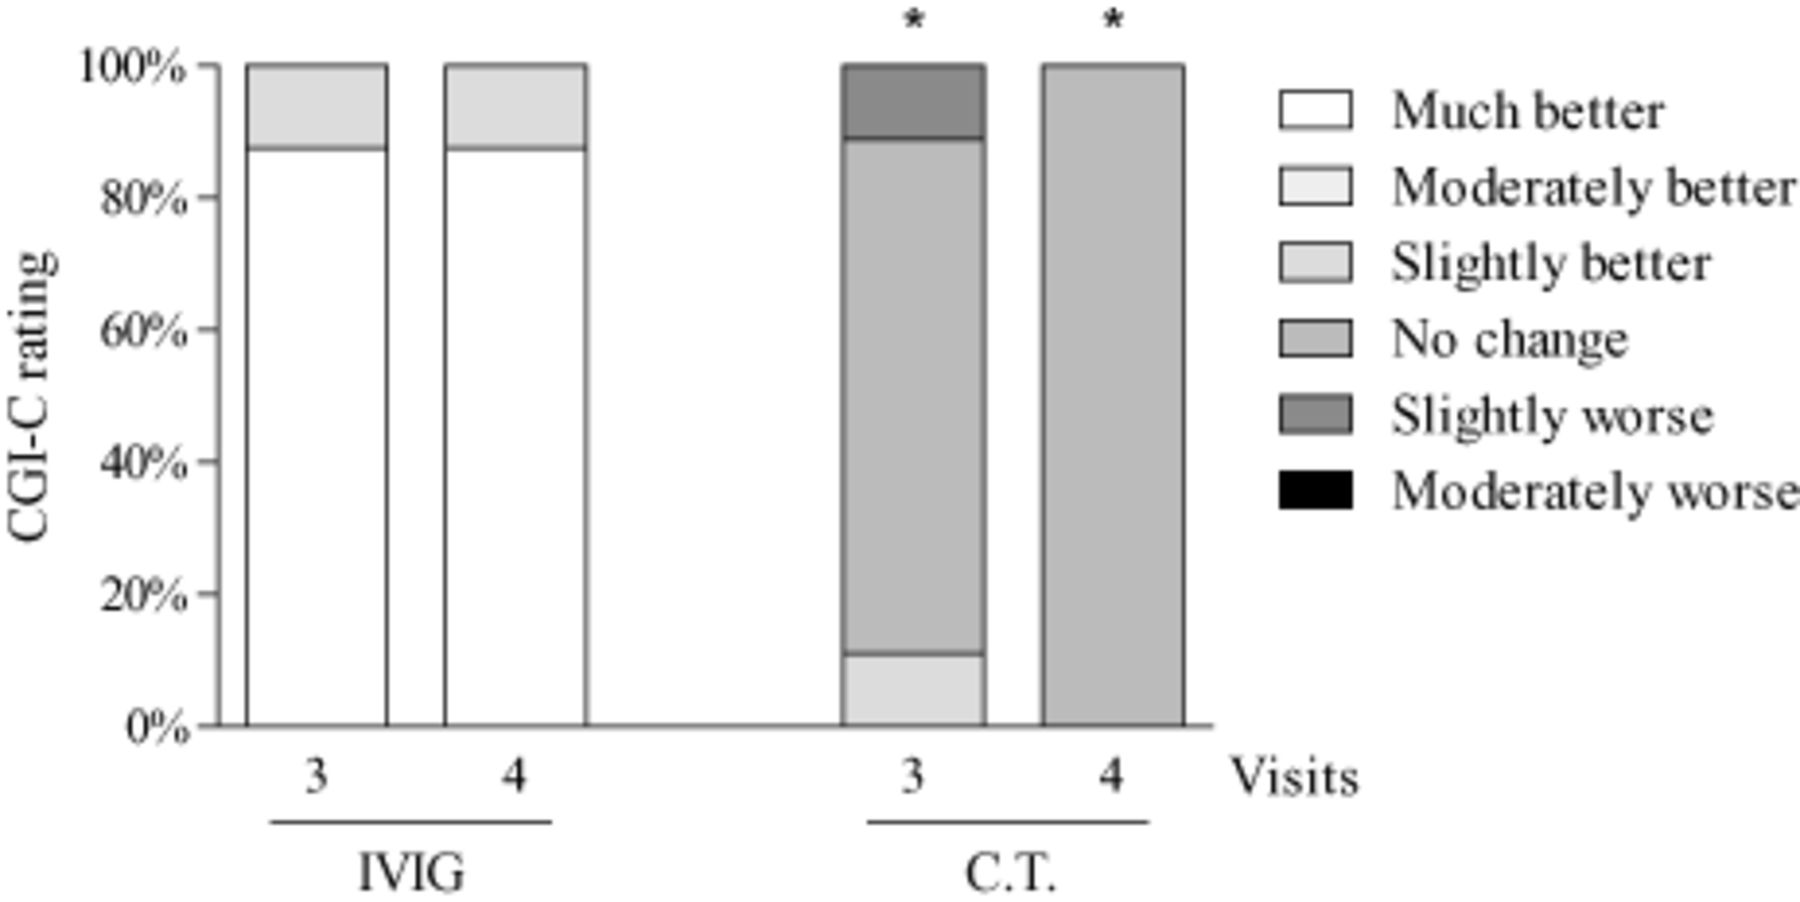 * *
100%
80%
60%
40%
20%
0%
CGI-C rating
Much better
Moderately better
Slightly better
No change
Slightly worse
Moderately worse
3 4 3 4 Visits
IVIG C.T.